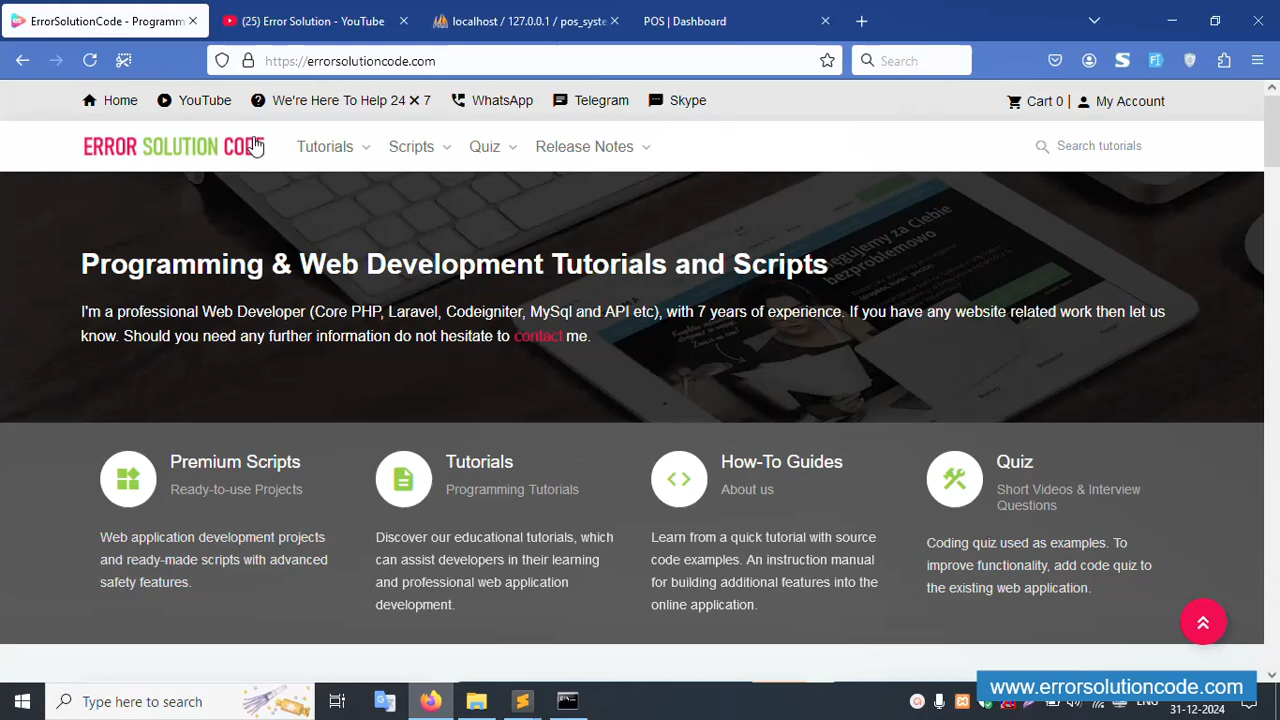 ErrorSolutionCode - Programm
(25) Error Solution - YouTube
localhost / 127.0.0.1 / pos_syste
POS | Dashboard
https://errorsolutioncode.com
Search
Home
YouTube
We're Here To Help 24 ✕ 7
WhatsApp
Telegram
Skype
Cart 0 |
My Account
ERROR SOLUTION CODE
Tutorials
Scripts
Quiz
Release Notes
Search tutorials
Programming & Web Development Tutorials and Scripts
I'm a professional Web Developer (Core PHP, Laravel, Codeigniter, MySql and API etc), with 7 years of experience. If you have any website related work then let us
know. Should you need any further information do not hesitate to contact me.
Premium Scripts
Ready-to-use Projects
Web application development projects
and ready-made scripts with advanced
safety features.
Tutorials
Programming Tutorials
Discover our educational tutorials, which
can assist developers in their learning
and professional web application
development.
How-To Guides
About us
Learn from a quick tutorial with source
code examples. An instruction manual
for building additional features into the
online application.
Quiz
Short Videos & Interview
Questions
Coding quiz used as examples. To
improve functionality, add code quiz to
the existing web application.
Type here to search
www.errorsolutioncode.com
31-12-2024